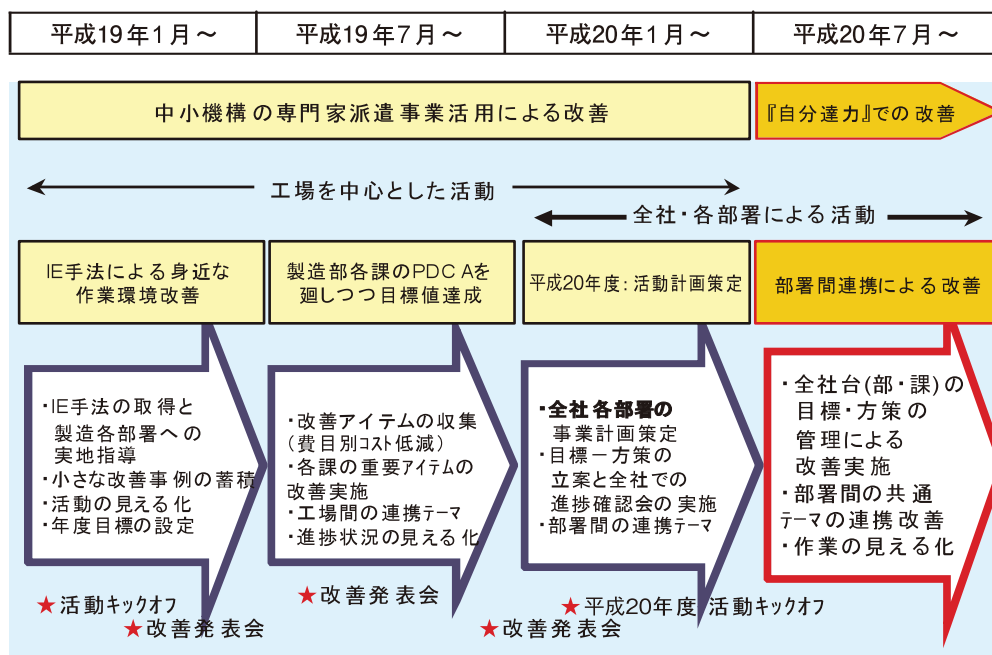 平成19年1月～
平成19年7月～
平成20年1月～
平成20年7月～
中小機構の専門家派遣事業活用による改善
『自分達力』での改善
工場を中心とした活動
全社・各部署による活動
IE手法による身近な
作業環境改善
製造部各課のPDCAを
廻しつつ目標値達成
平成20年度：活動計画策定
部署間連携による改善
・IE手法の取得と
製造各部署への
実地指導
・小さな改善事例の蓄積
・活動の見える化
・年度目標の設定
・改善アイテムの収集
(費目別コスト低減)
・各課の重要アイテムの
改善実施
・工場間の連携テーマ
・進捗状況の見える化
・全社各部署の
事業計画策定
・目標－方策の
立案と全社での
進捗確認会の実施
・部署間の連携テーマ
・全社台(部・課)の
目標・方策の
管理による
改善実施
・部署間の共通
テーマの連携改善
・作業の見える化
★活動キックオフ
★改善発表会
★改善発表会
★平成20年度 活動キックオフ
★改善発表会